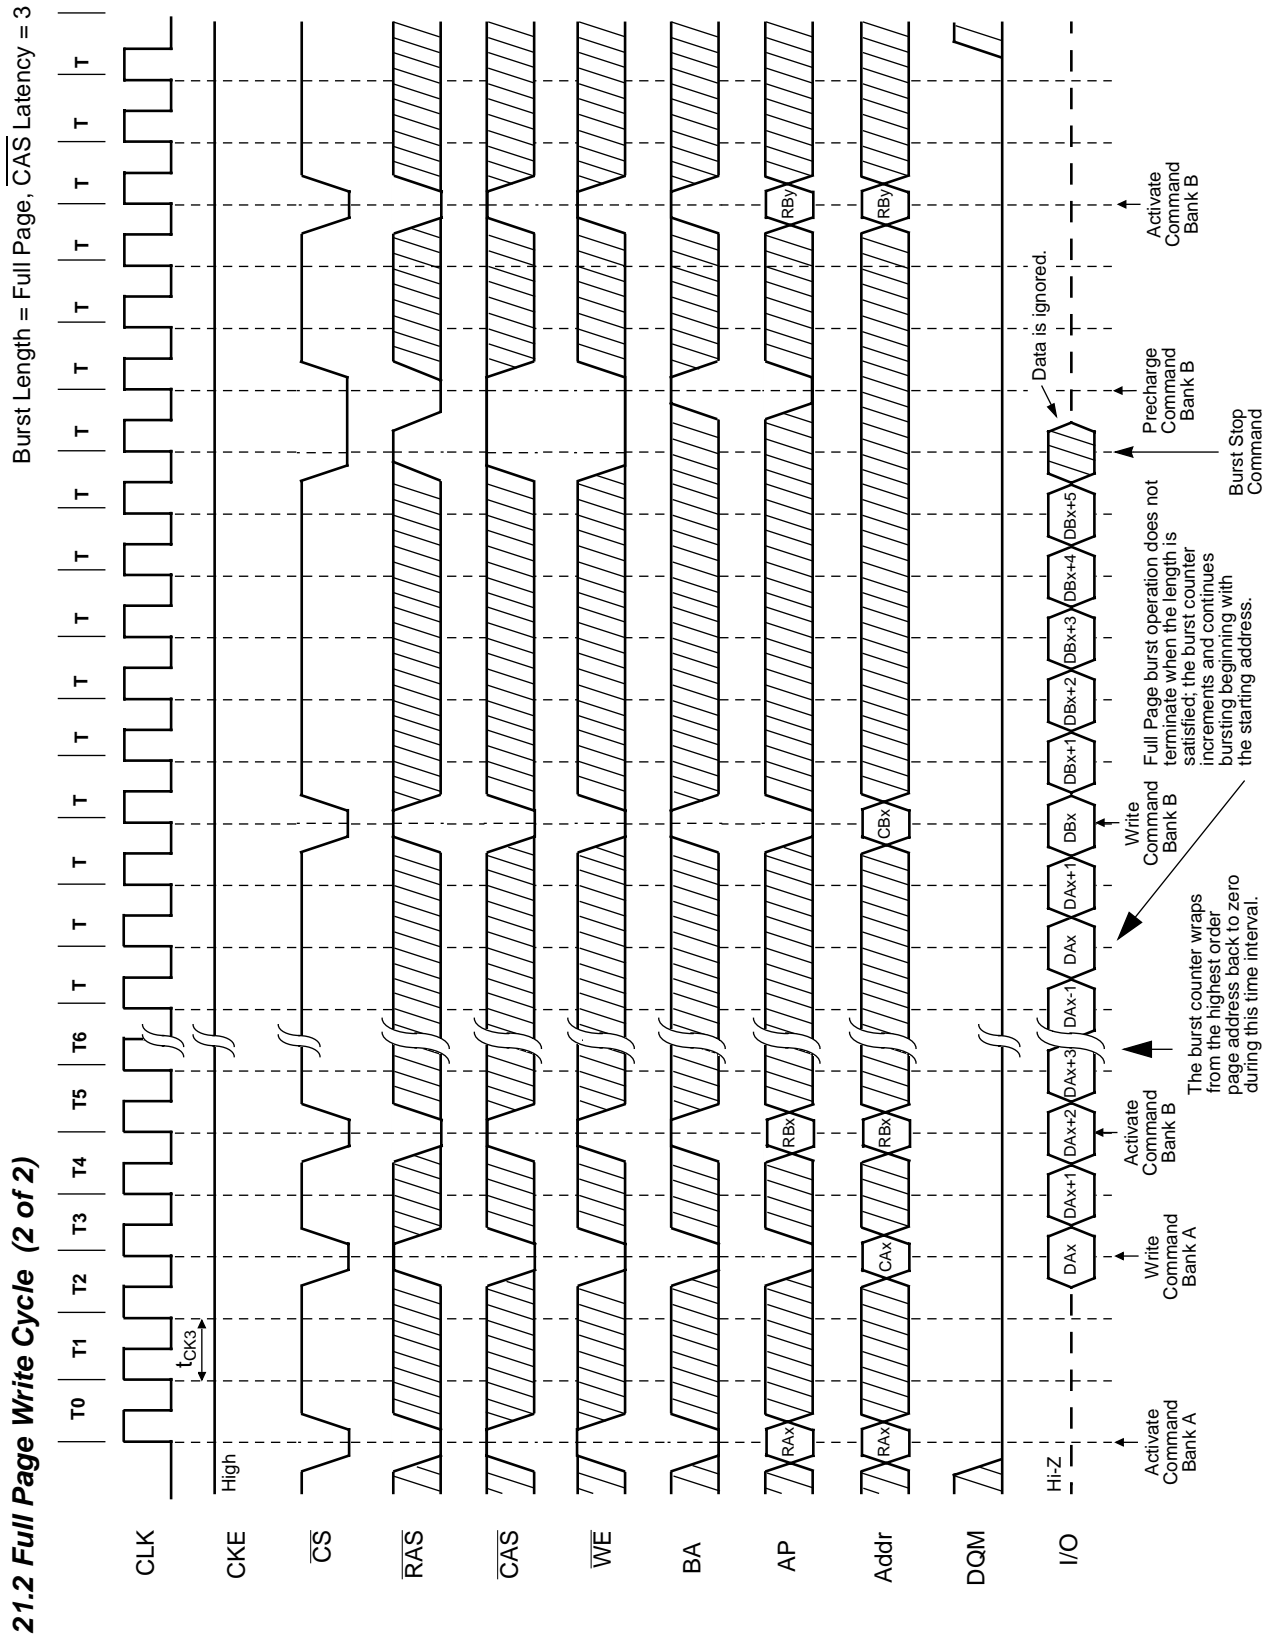 21.2 Full Page Write Cycle (2 of 2)
Burst Length = Full Page, CAS Latency = 3
T0 T1 T2 T3 T4 T5 T6 T T T T T T T T T T T T T T T T
CLK
tCK3
CKE
High
CS
RAS
CAS
WE
BA
AP
RAx RBx RBy
Addr
RAx CAx RBx CBx RBy
DQM
I/O
Hi-Z
DAx DAx+1 DAx+2 DAx+3 DAx-1 DAx DAx+1 DBx DBx+1 DBx+2 DBx+3 DBx+4 DBx+5
Data is ignored.
Activate
Command
Bank A
Write
Command
Bank A
Activate
Command
Bank B
The burst counter wraps
from the highest order
page address back to zero
during this time interval.
Write
Command
Bank B
Full Page burst operation does not
terminate when the length is
satisfied; the burst counter
increments and continues
bursting beginning with
the starting address.
Burst Stop
Command
Precharge
Command
Bank B
Activate
Command
Bank B